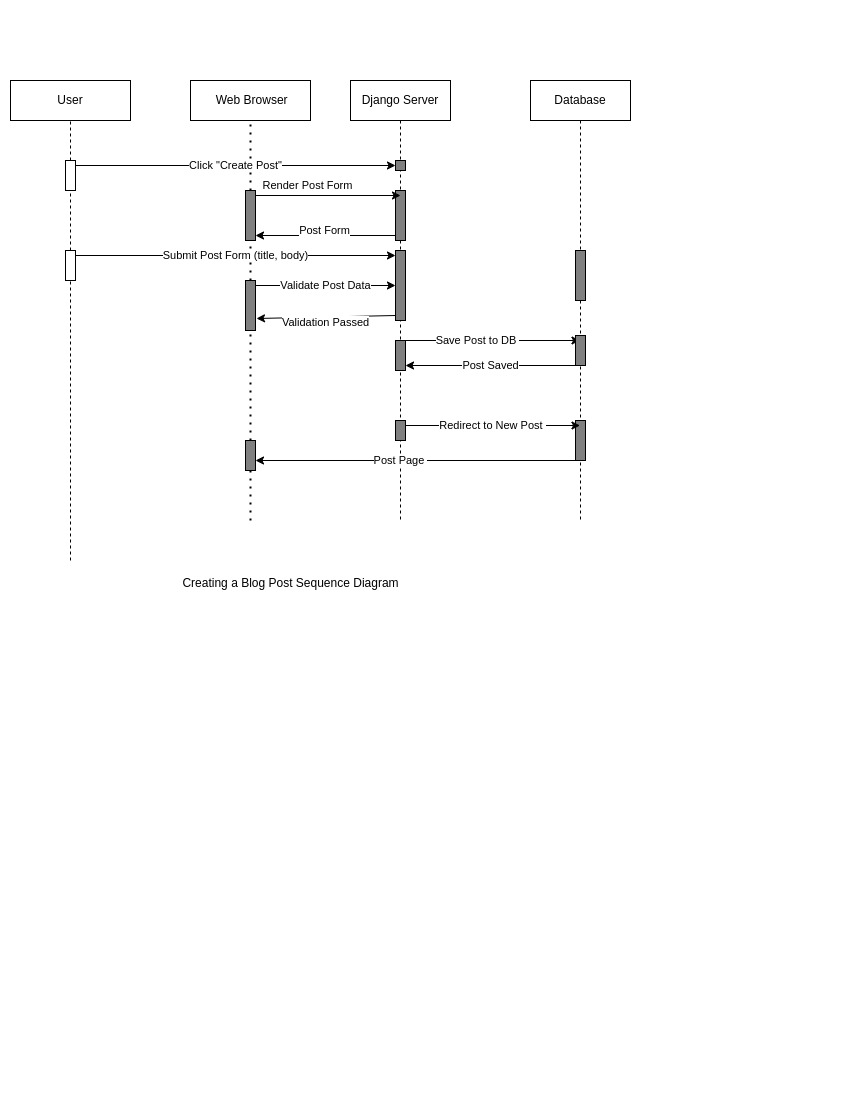 User
Web Browser
Django Server
Database
Click "Create Post"
Render Post Form
Post Form
Submit Post Form (title, body)
Validate Post Data
Validation Passed
Save Post to DB
Post Saved
Redirect to New Post
Post Page
Creating a Blog Post Sequence Diagram